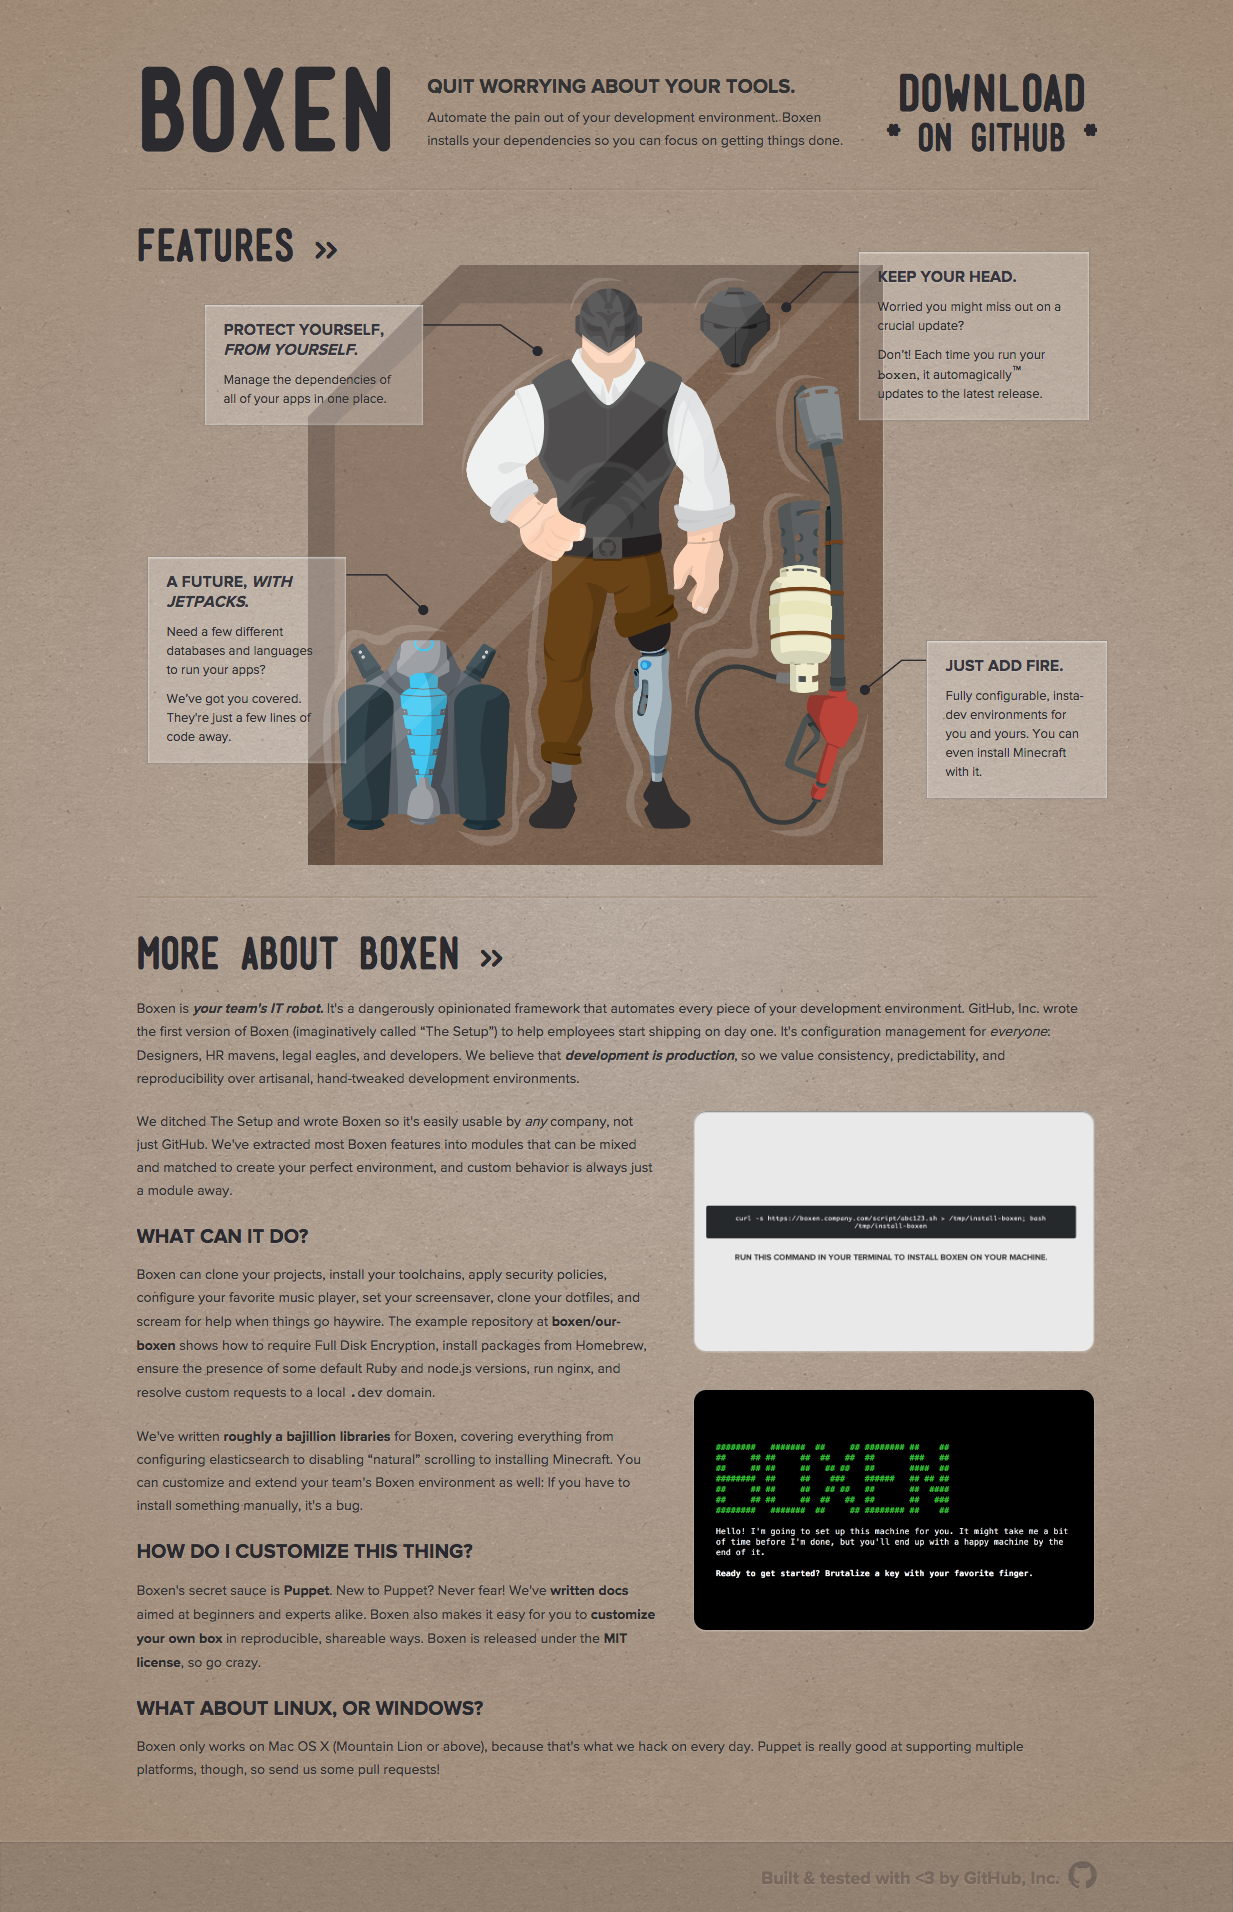 BOXEN
QUIT WORRYING ABOUT YOUR TOOLS.
Automate the pain out of your development environment. Boxen
installs your dependencies so you can focus on getting things done.
DOWNLOAD
* ON GITHUB *
FEATURES »
PROTECT YOURSELF,
FROM YOURSELF.
Manage the dependencies of
all of your apps in one place.
KEEP YOUR HEAD.
Worried you might miss out on a
crucial update?
Don't! Each time you run your
boxen, it automagically™
updates to the latest release.
A FUTURE, WITH
JETPACKS.
Need a few different
databases and languages
to run your apps?
We've got you covered.
They're just a few lines of
code away.
JUST ADD FIRE.
Fully configurable, insta-
dev environments for
you and yours. You can
even install Minecraft
with it.
MORE ABOUT BOXEN »
Boxen is your team's IT robot. It's a dangerously opinionated framework that automates every piece of your development environment. GitHub, Inc. wrote
the first version of Boxen (imaginatively called “The Setup”) to help employees start shipping on day one. It's configuration management for everyone:
Designers, HR mavens, legal eagles, and developers. We believe that development is production, so we value consistency, predictability, and
reproducibility over artisanal, hand-tweaked development environments.
We ditched The Setup and wrote Boxen so it's easily usable by any company, not
just GitHub. We've extracted most Boxen features into modules that can be mixed
and matched to create your perfect environment, and custom behavior is always just
a module away.
WHAT CAN IT DO?
Boxen can clone your projects, install your toolchains, apply security policies,
configure your favorite music player, set your screensaver, clone your dotfiles, and
scream for help when things go haywire. The example repository at boxen/our-
boxen shows how to require Full Disk Encryption, install packages from Homebrew,
ensure the presence of some default Ruby and node.js versions, run nginx, and
resolve custom requests to a local .dev domain.
We've written roughly a bajillion libraries for Boxen, covering everything from
configuring elasticsearch to disabling “natural” scrolling to installing Minecraft. You
can customize and extend your team's Boxen environment as well: If you have to
install something manually, it's a bug.
HOW DO I CUSTOMIZE THIS THING?
Boxen's secret sauce is Puppet. New to Puppet? Never fear! We've written docs
aimed at beginners and experts alike. Boxen also makes it easy for you to customize
your own box in reproducible, shareable ways. Boxen is released under the MIT
license, so go crazy.
curl -s https://boxen.company.com/script/abc123.sh > /tmp/install-boxen; bash
/tmp/install-boxen
RUN THIS COMMAND IN YOUR TERMINAL TO INSTALL BOXEN ON YOUR MACHINE.
BOXEN
Hello! I'm going to set up this machine for you. It might take me a bit
of time before I'm done, but you'll end up with a happy machine by the
end of it.
Ready to get started? Brutalize a key with your favorite finger.
WHAT ABOUT LINUX, OR WINDOWS?
Boxen only works on Mac OS X (Mountain Lion or above), because that's what we hack on every day. Puppet is really good at supporting multiple
platforms, though, so send us some pull requests!
Built & tested with <3 by GitHub, Inc.